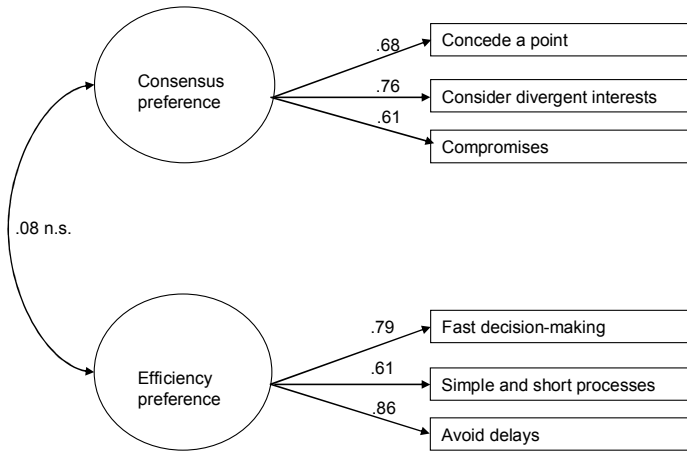 Consensus
preference
.68
Concede a point
.76
Consider divergent interests
.61
Compromises
.08 n.s.
Efficiency
preference
.79
Fast decision-making
.61
Simple and short processes
.86
Avoid delays